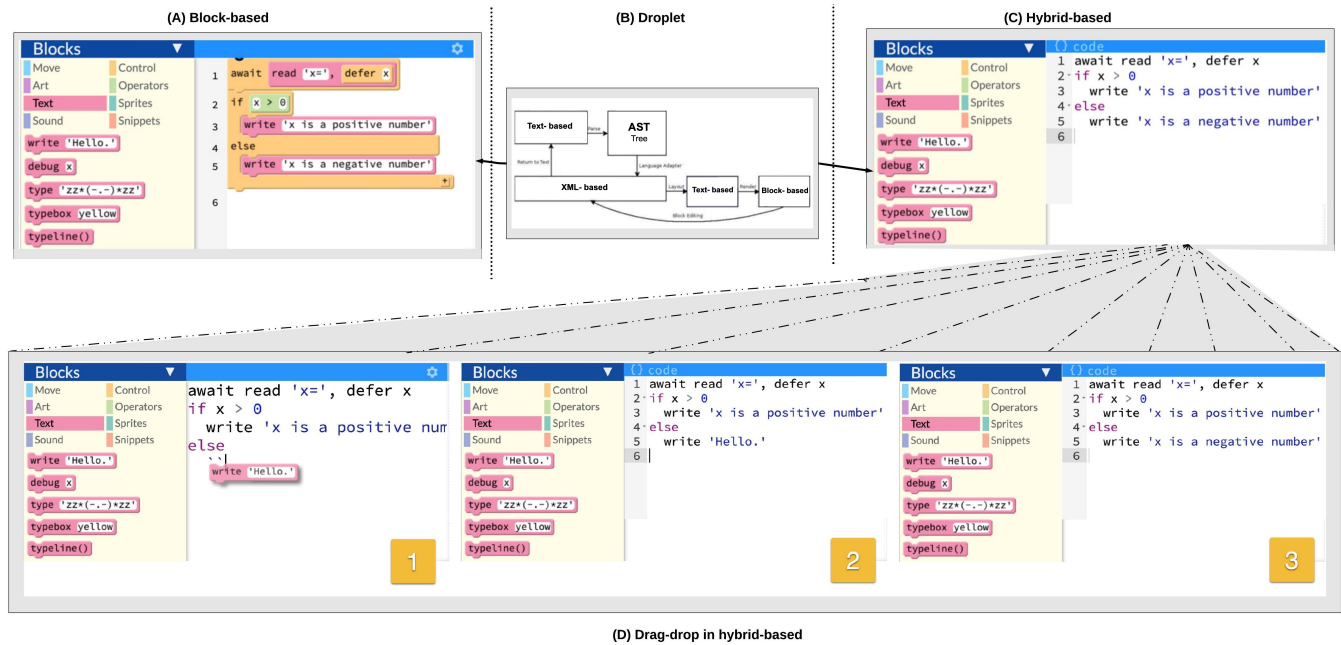 (A) Block-based
(B) Droplet
(C) Hybrid-based
Blocks ▼
Move Control
Art Operators
Text Sprites
Sound Snippets
write 'Hello.'
debug x
type 'zz*(-.-)*zz'
typebox yellow
typeline()
1 await read 'x=', defer x
2 if x > 0
3 write 'x is a positive number'
4 else
5 write 'x is a negative number'
+
6
Text- based
Parse
AST
Tree
Return to Text
Language Adapter
XML- based
Layout
Text- based
Render
Block- based
Block Editing
Blocks ▼
Move Control
Art Operators
Text Sprites
Sound Snippets
write 'Hello.'
debug x
type 'zz*(-.-)*zz'
typebox yellow
typeline()
{} code
1 await read 'x=', defer x
2 if x > 0
3 write 'x is a positive number'
4 else
5 write 'x is a negative number'
6
Blocks ▼
Move Control
Art Operators
Text Sprites
Sound Snippets
write 'Hello.'
debug x
type 'zz*(-.-)*zz'
typebox yellow
typeline()
await read 'x=', defer x
if x > 0
write 'x is a positive num
else
``
write 'Hello.'
1
Blocks ▼
Move Control
Art Operators
Text Sprites
Sound Snippets
write 'Hello.'
debug x
type 'zz*(-.-)*zz'
typebox yellow
typeline()
{} code
1 await read 'x=', defer x
2 if x > 0
3 write 'x is a positive number'
4 else
5 write 'Hello.'
6
2
Blocks ▼
Move Control
Art Operators
Text Sprites
Sound Snippets
write 'Hello.'
debug x
type 'zz*(-.-)*zz'
typebox yellow
typeline()
{} code
1 await read 'x=', defer x
2 if x > 0
3 write 'x is a positive number'
4 else
5 write 'x is a negative number'
6
3
(D) Drag-drop in hybrid-based